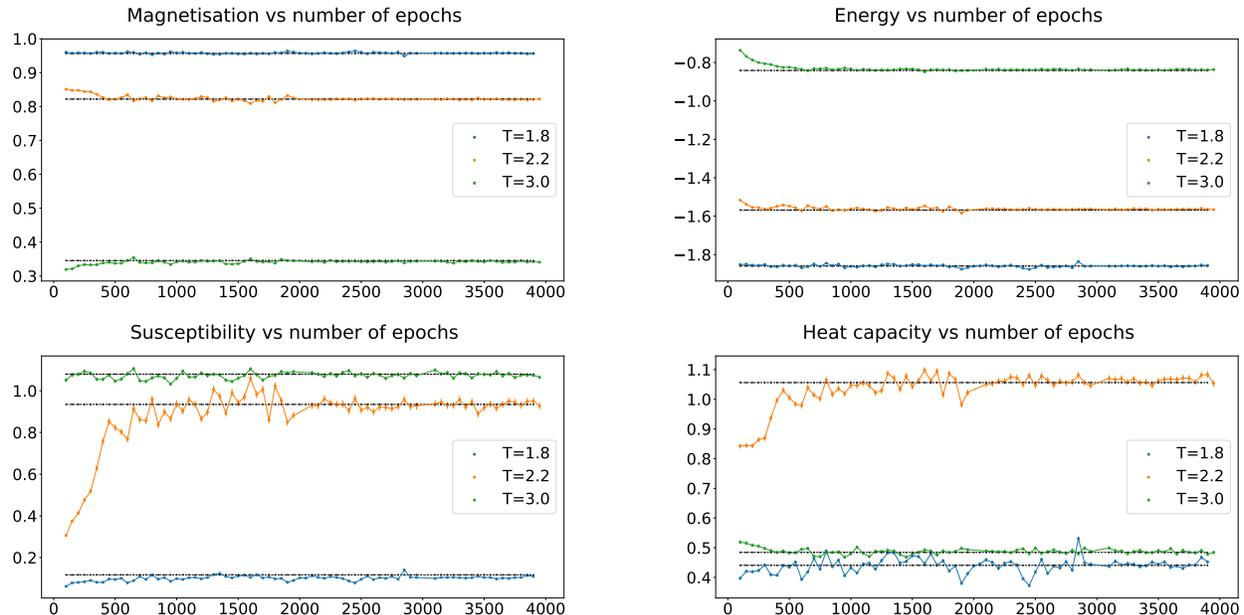 Magnetisation vs number of epochs
1.0
0.9
0.8
0.7
0.6
0.5
0.4
0.3
0 500 1000 1500 2000 2500 3000 3500 4000
T=1.8
T=2.2
T=3.0
Energy vs number of epochs
−0.8
−1.0
−1.2
−1.4
−1.6
−1.8
0 500 1000 1500 2000 2500 3000 3500 4000
T=1.8
T=2.2
T=3.0
Susceptibility vs number of epochs
1.0
0.8
0.6
0.4
0.2
0 500 1000 1500 2000 2500 3000 3500 4000
T=1.8
T=2.2
T=3.0
Heat capacity vs number of epochs
1.1
1.0
0.9
0.8
0.7
0.6
0.5
0.4
0 500 1000 1500 2000 2500 3000 3500 4000
T=1.8
T=2.2
T=3.0